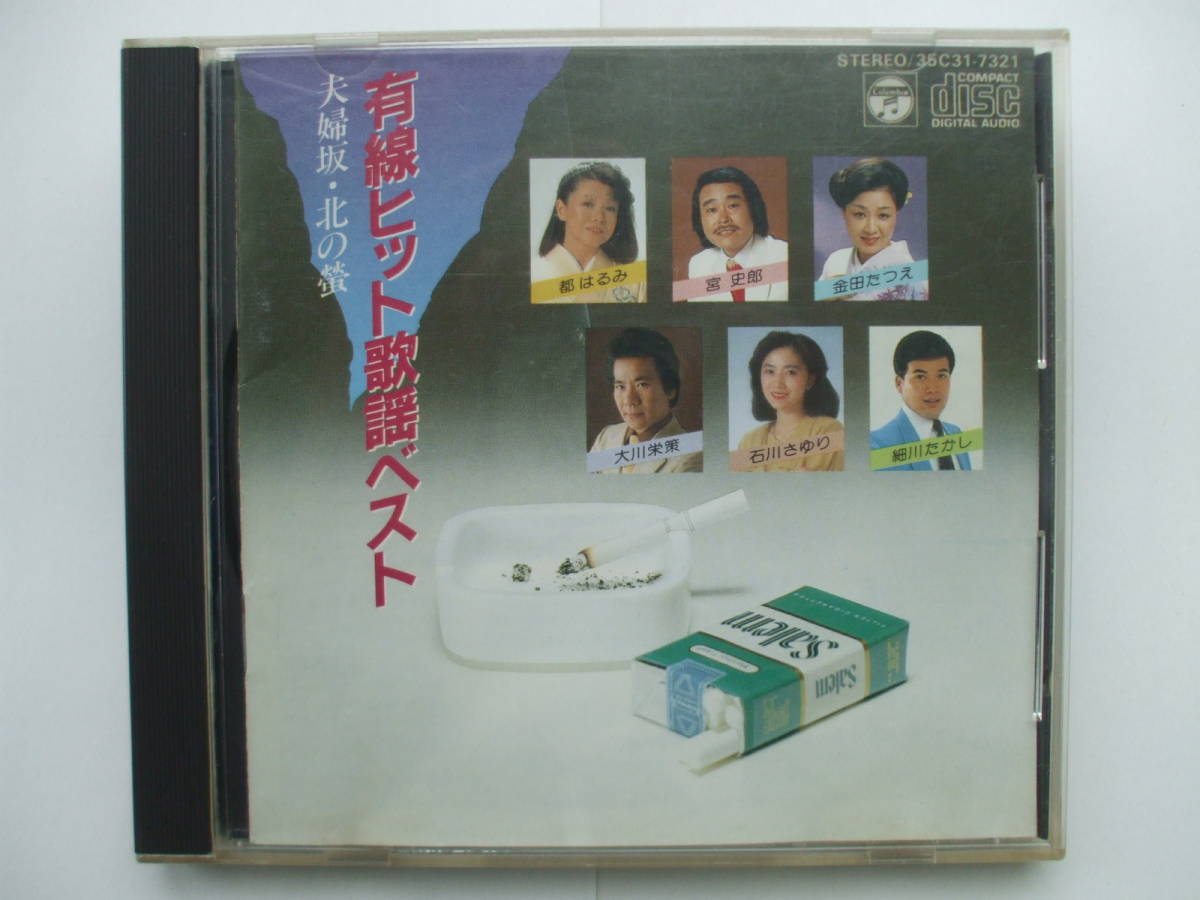 有線ヒット歌謡ベスト
夫婦坂・北の螢
STEREO/35C31-7321
Columbia
COMPACT
disc
DIGITAL AUDIO
都 はるみ
宮 史郎
金田たつえ
大川栄策
石川さゆり
細川たかし
Salem
Salem